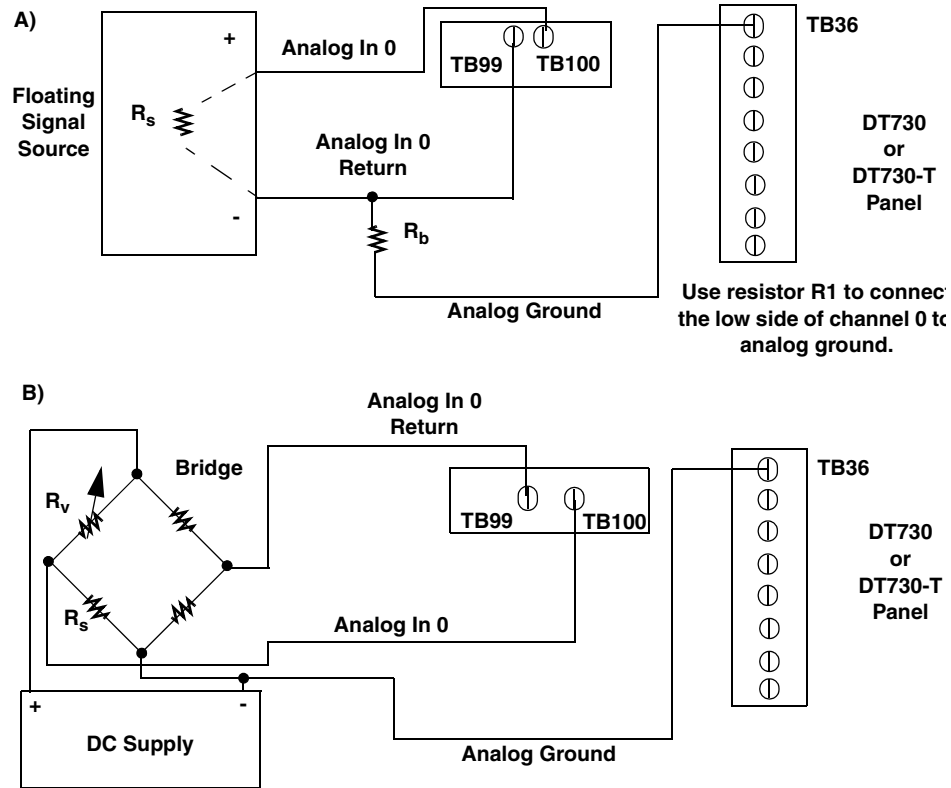 A)
Floating
Signal
Source
+
Rs
-
Analog In 0
Analog In 0
Return
Rb
TB99
TB100
Analog Ground
TB36
DT730
or
DT730-T
Panel
Use resistor R1 to connec
the low side of channel 0 to
analog ground.
B)
Analog In 0
Return
Bridge
Rv
Rs
TB99
TB100
Analog In 0
TB36
DT730
or
DT730-T
Panel
+
-
DC Supply
Analog Ground